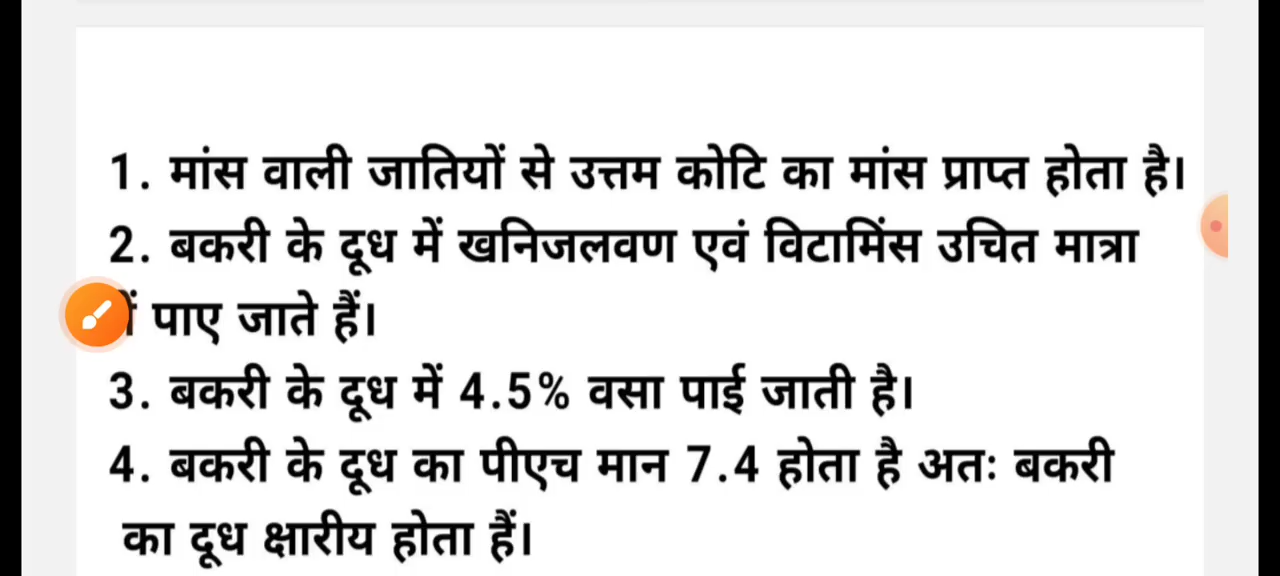 1. मांस वाली जातियों से उत्तम कोटि का मांस प्राप्त होता है।
2. बकरी के दूध में खनिजलवण एवं विटामिंस उचित मात्रा
पाए जाते हैं।
3. बकरी के दूध में 4.5% वसा पाई जाती है।
4. बकरी के दूध का पीएच मान 7.4 होता है अतः बकरी
का दूध क्षारीय होता हैं।